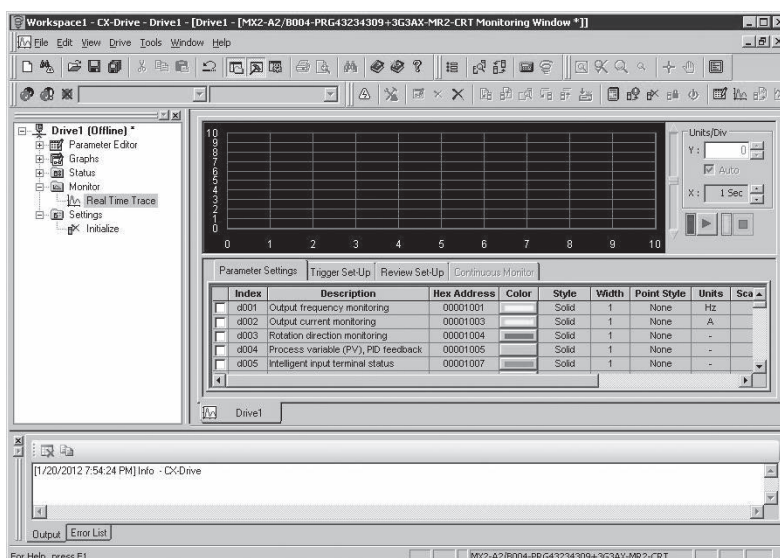 Workspace1 - CX-Drive - Drive1 - [Drive1 - [MX2-A2/B004-PRG43234309+3G3AX-MR2-CRT Monitoring Window *]]
File Edit View Drive Tools Window Help
Drive1 (Offline) *
Parameter Editor
Graphs
Status
Monitor
Real Time Trace
Settings
Initialize
10
9
8
7
6
5
4
3
2
1
0
0 1 2 3 4 5 6 7 8 9 10
Units/Div
Y : 0
Auto
X : 1 Sec
Parameter Settings Trigger Set-Up Review Set-Up Continuous Monitor
Index Description Hex Address Color Style Width Point Style Units Sca
d001 Output frequency monitoring 00001001 Solid 1 None Hz
d002 Output current monitoring 00001003 Solid 1 None A
d003 Rotation direction monitoring 00001004 Solid 1 None -
d004 Process variable (PV), PID feedback 00001005 Solid 1 None -
d005 Intelligent input terminal status 00001007 Solid 1 None -
Drive1
[1/20/2012 7:54:24 PM] Info - CX-Drive
Output Error List
For Help, press F1 MX2-A2/B004-PRG43234309+3G3AX-MR2-CRT